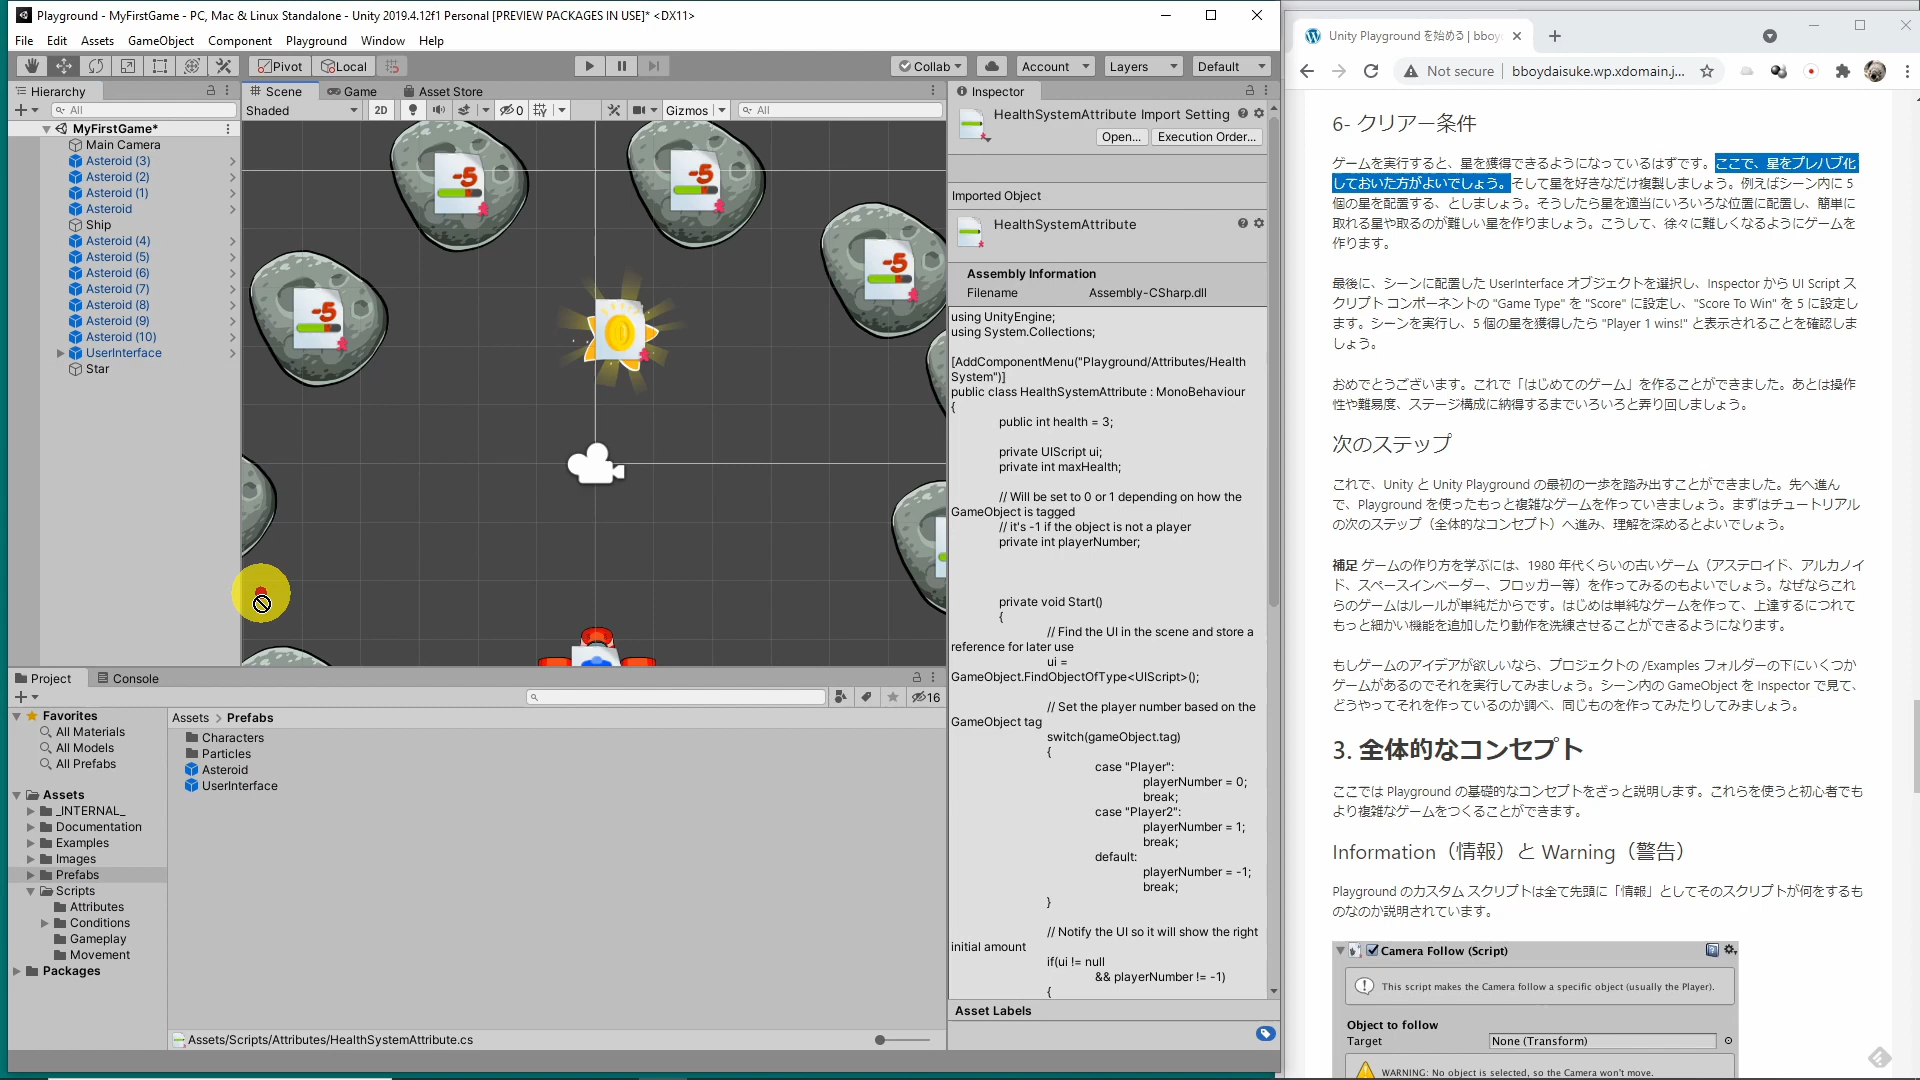 Playground - MyFirstGame - PC, Mac & Linux Standalone - Unity 2019.4.12f1 Personal [PREVIEW PACKAGES IN USE]* <DX11>
File Edit Assets GameObject Component Playground Window Help
Pivot Local Collab Account Layers Default
Hierarchy
All
MyFirstGame*
Main Camera
Asteroid (3)
Asteroid (2)
Asteroid (1)
Asteroid
Ship
Asteroid (4)
Asteroid (5)
Asteroid (6)
Asteroid (7)
Asteroid (8)
Asteroid (9)
Asteroid (10)
UserInterface
Star
Scene Game Asset Store
Shaded 2D 0 Gizmos All
-5
-5
-5
-5
Inspector
HealthSystemAttribute Import Setting
Open... Execution Order...
Imported Object
HealthSystemAttribute
Assembly Information
Filename Assembly-CSharp.dll
using UnityEngine;
using System.Collections;
[AddComponentMenu("Playground/Attributes/Health
System")]
public class HealthSystemAttribute : MonoBehaviour
{
public int health = 3;
private UIScript ui;
private int maxHealth;
// Will be set to 0 or 1 depending on how the
GameObject is tagged
// it's -1 if the object is not a player
private int playerNumber;
private void Start()
{
// Find the UI in the scene and store a
reference for later use
ui =
GameObject.FindObjectOfType<UIScript>();
// Set the player number based on the
GameObject tag
switch(gameObject.tag)
{
case "Player":
playerNumber = 0;
break;
case "Player2":
playerNumber = 1;
break;
default:
playerNumber = -1;
break;
}
// Notify the UI so it will show the right
initial amount
if(ui != null
&& playerNumber != -1)
{
Asset Labels
Project Console
16
Favorites
All Materials
All Models
All Prefabs
Assets
_INTERNAL_
Documentation
Examples
Images
Prefabs
Scripts
Attributes
Conditions
Gameplay
Movement
Packages
Assets > Prefabs
Characters
Particles
Asteroid
UserInterface
Assets/Scripts/Attributes/HealthSystemAttribute.cs
Unity Playground を始める | bboy
Not secure | bboydaisuke.wp.xdomain.j...
6- クリアー条件
ゲームを実行すると、星を獲得できるようになっているはずです。ここで、星をプレハブ化
しておいた方がよいでしょう。そして星を好きなだけ複製しましょう。例えばシーン内に 5
個の星を配置する、としましょう。そうしたら星を適当にいろいろな位置に配置し、簡単に
取れる星や取るのが難しい星を作りましょう。こうして、徐々に難しくなるようにゲームを
作ります。
最後に、シーンに配置した UserInterface オブジェクトを選択し、Inspector から UI Script ス
クリプト コンポーネントの "Game Type" を "Score" に設定し、"Score To Win" を 5 に設定し
ます。シーンを実行し、5 個の星を獲得したら "Player 1 wins!" と表示されることを確認しま
しょう。
おめでとうございます。これで「はじめてのゲーム」を作ることができました。あとは操作
性や難易度、ステージ構成に納得するまでいろいろと弄り回しましょう。
次のステップ
これで、Unity と Unity Playground の最初の一歩を踏み出すことができました。先へ進ん
で、Playground を使ったもっと複雑なゲームを作っていきましょう。まずはチュートリアル
の次のステップ（全体的なコンセプト）へ進み、理解を深めるとよいでしょう。
補足 ゲームの作り方を学ぶには、1980 年代くらいの古いゲーム（アステロイド、アルカノイ
ド、スペースインベーダー、フロッガー等）を作ってみるのもよいでしょう。なぜならこれ
らのゲームはルールが単純だからです。はじめは単純なゲームを作って、上達するにつれて
もっと細かい機能を追加したり動作を洗練させることができるようになります。
もしゲームのアイデアが欲しいなら、プロジェクトの /Examples フォルダーの下にいくつか
ゲームがあるのでそれを実行してみましょう。シーン内の GameObject を Inspector で見て、
どうやってそれを作っているのか調べ、同じものを作ってみたりしてみましょう。
3. 全体的なコンセプト
ここでは Playground の基礎的なコンセプトをざっと説明します。これらを使うと初心者でも
より複雑なゲームをつくることができます。
Information（情報）と Warning（警告）
Playground のカスタム スクリプトは全て先頭に「情報」としてそのスクリプトが何をするも
のなのか説明されています。
Camera Follow (Script)
This script makes the Camera follow a specific object (usually the Player).
Object to follow
Target None (Transform)
WARNING: No object is selected, so the Camera won't move.